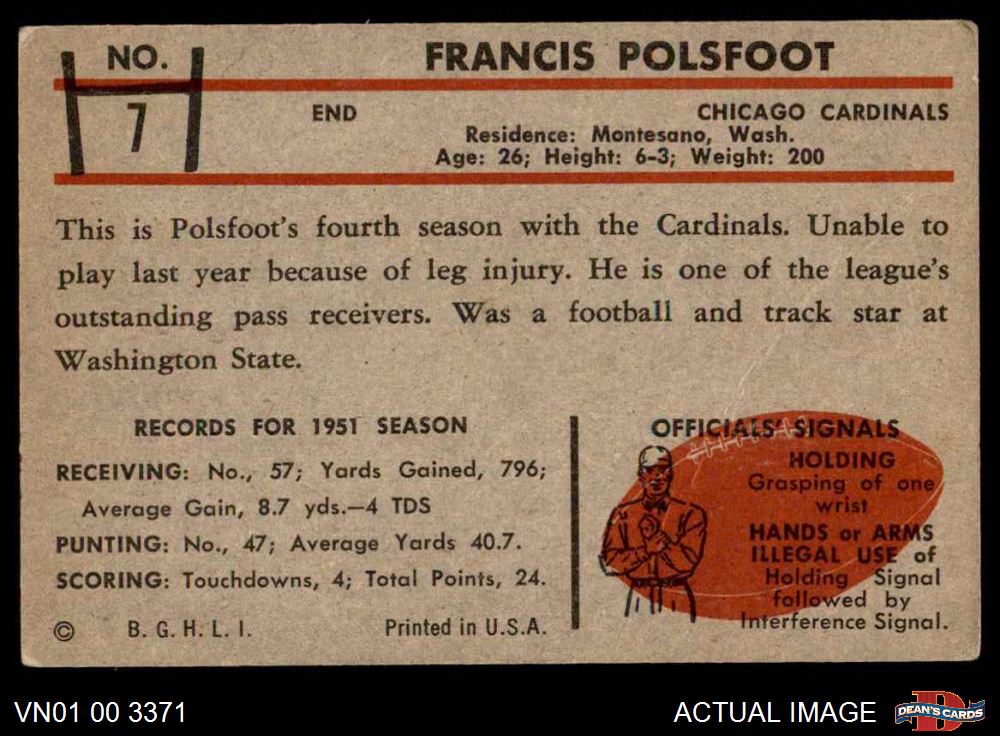 NO.
7
FRANCIS POLSFOOT
END
CHICAGO CARDINALS
Residence: Montesano, Wash.
Age: 26; Height: 6-3; Weight: 200
This is Polsfoot's fourth season with the Cardinals. Unable to
play last year because of leg injury. He is one of the league's
outstanding pass receivers. Was a football and track star at
Washington State.
RECORDS FOR 1951 SEASON
RECEIVING: No., 57; Yards Gained, 796;
Average Gain, 8.7 yds.—4 TDS
PUNTING: No., 47; Average Yards 40.7.
SCORING: Touchdowns, 4; Total Points, 24.
© B. G. H. L. I. Printed in U.S.A.
OFFICIALS' SIGNALS
HOLDING
Grasping of one
wrist
HANDS or ARMS
ILLEGAL USE of
Holding Signal
followed by
Interference Signal.
VN01 00 3371
ACTUAL IMAGE
DEAN'S CARDS